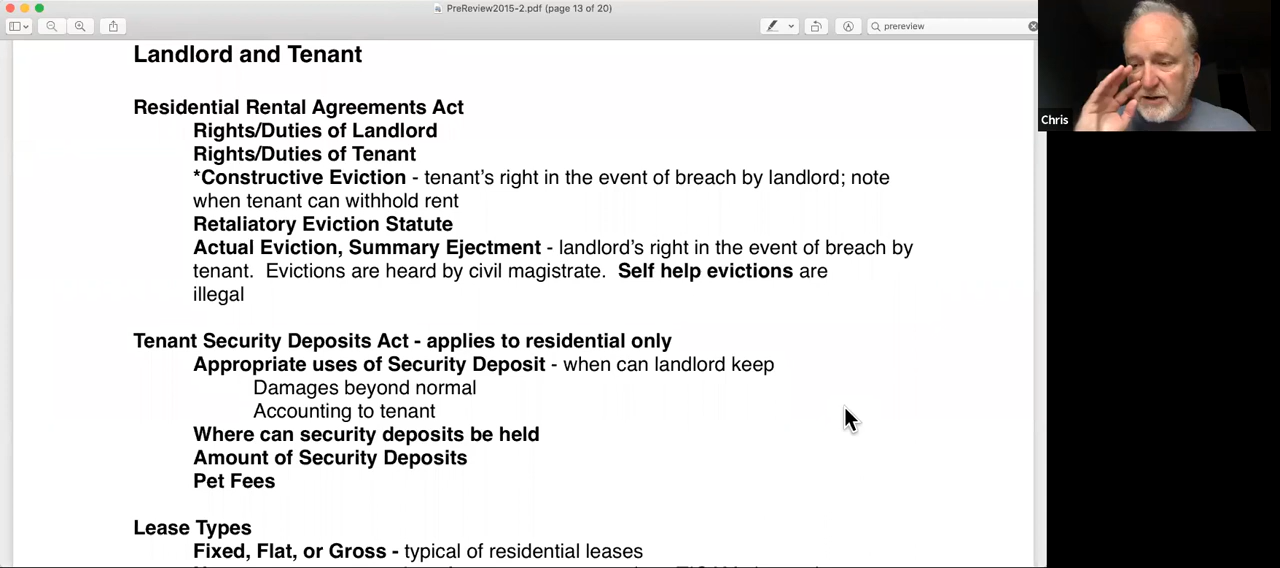 PreReview2015-2.pdf (page 13 of 20)
prereview
Chris
Landlord and Tenant
Residential Rental Agreements Act
Rights/Duties of Landlord
Rights/Duties of Tenant
*Constructive Eviction - tenant's right in the event of breach by landlord; note
when tenant can withhold rent
Retaliatory Eviction Statute
Actual Eviction, Summary Ejectment - landlord's right in the event of breach by
tenant.  Evictions are heard by civil magistrate.  Self help evictions are
illegal
Tenant Security Deposits Act - applies to residential only
Appropriate uses of Security Deposit - when can landlord keep
Damages beyond normal
Accounting to tenant
Where can security deposits be held
Amount of Security Deposits
Pet Fees
Lease Types
Fixed, Flat, or Gross - typical of residential leases